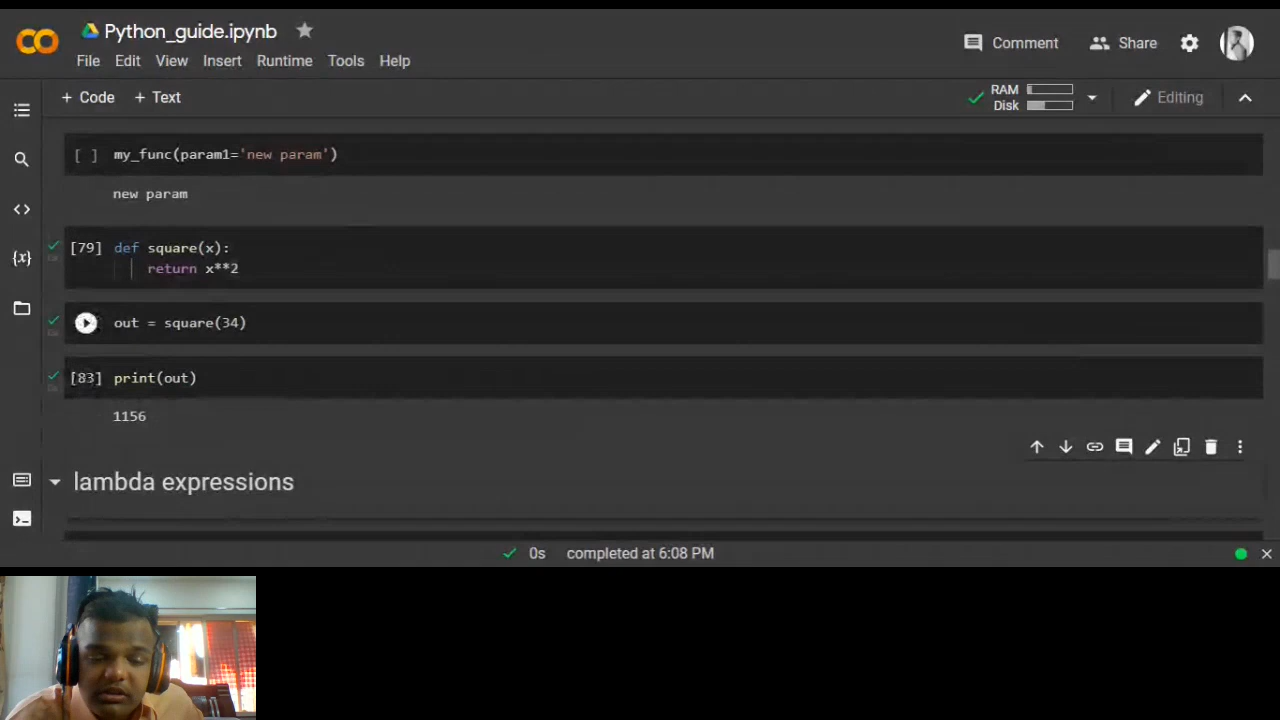 Python_guide.ipynb
File Edit View Insert Runtime Tools Help
Comment Share
+ Code + Text
RAM
Disk
Editing
[ ] my_func(param1='new param')
new param
[79] def square(x):
return x**2
out = square(34)
[83] print(out)
1156
lambda expressions
0s completed at 6:08 PM